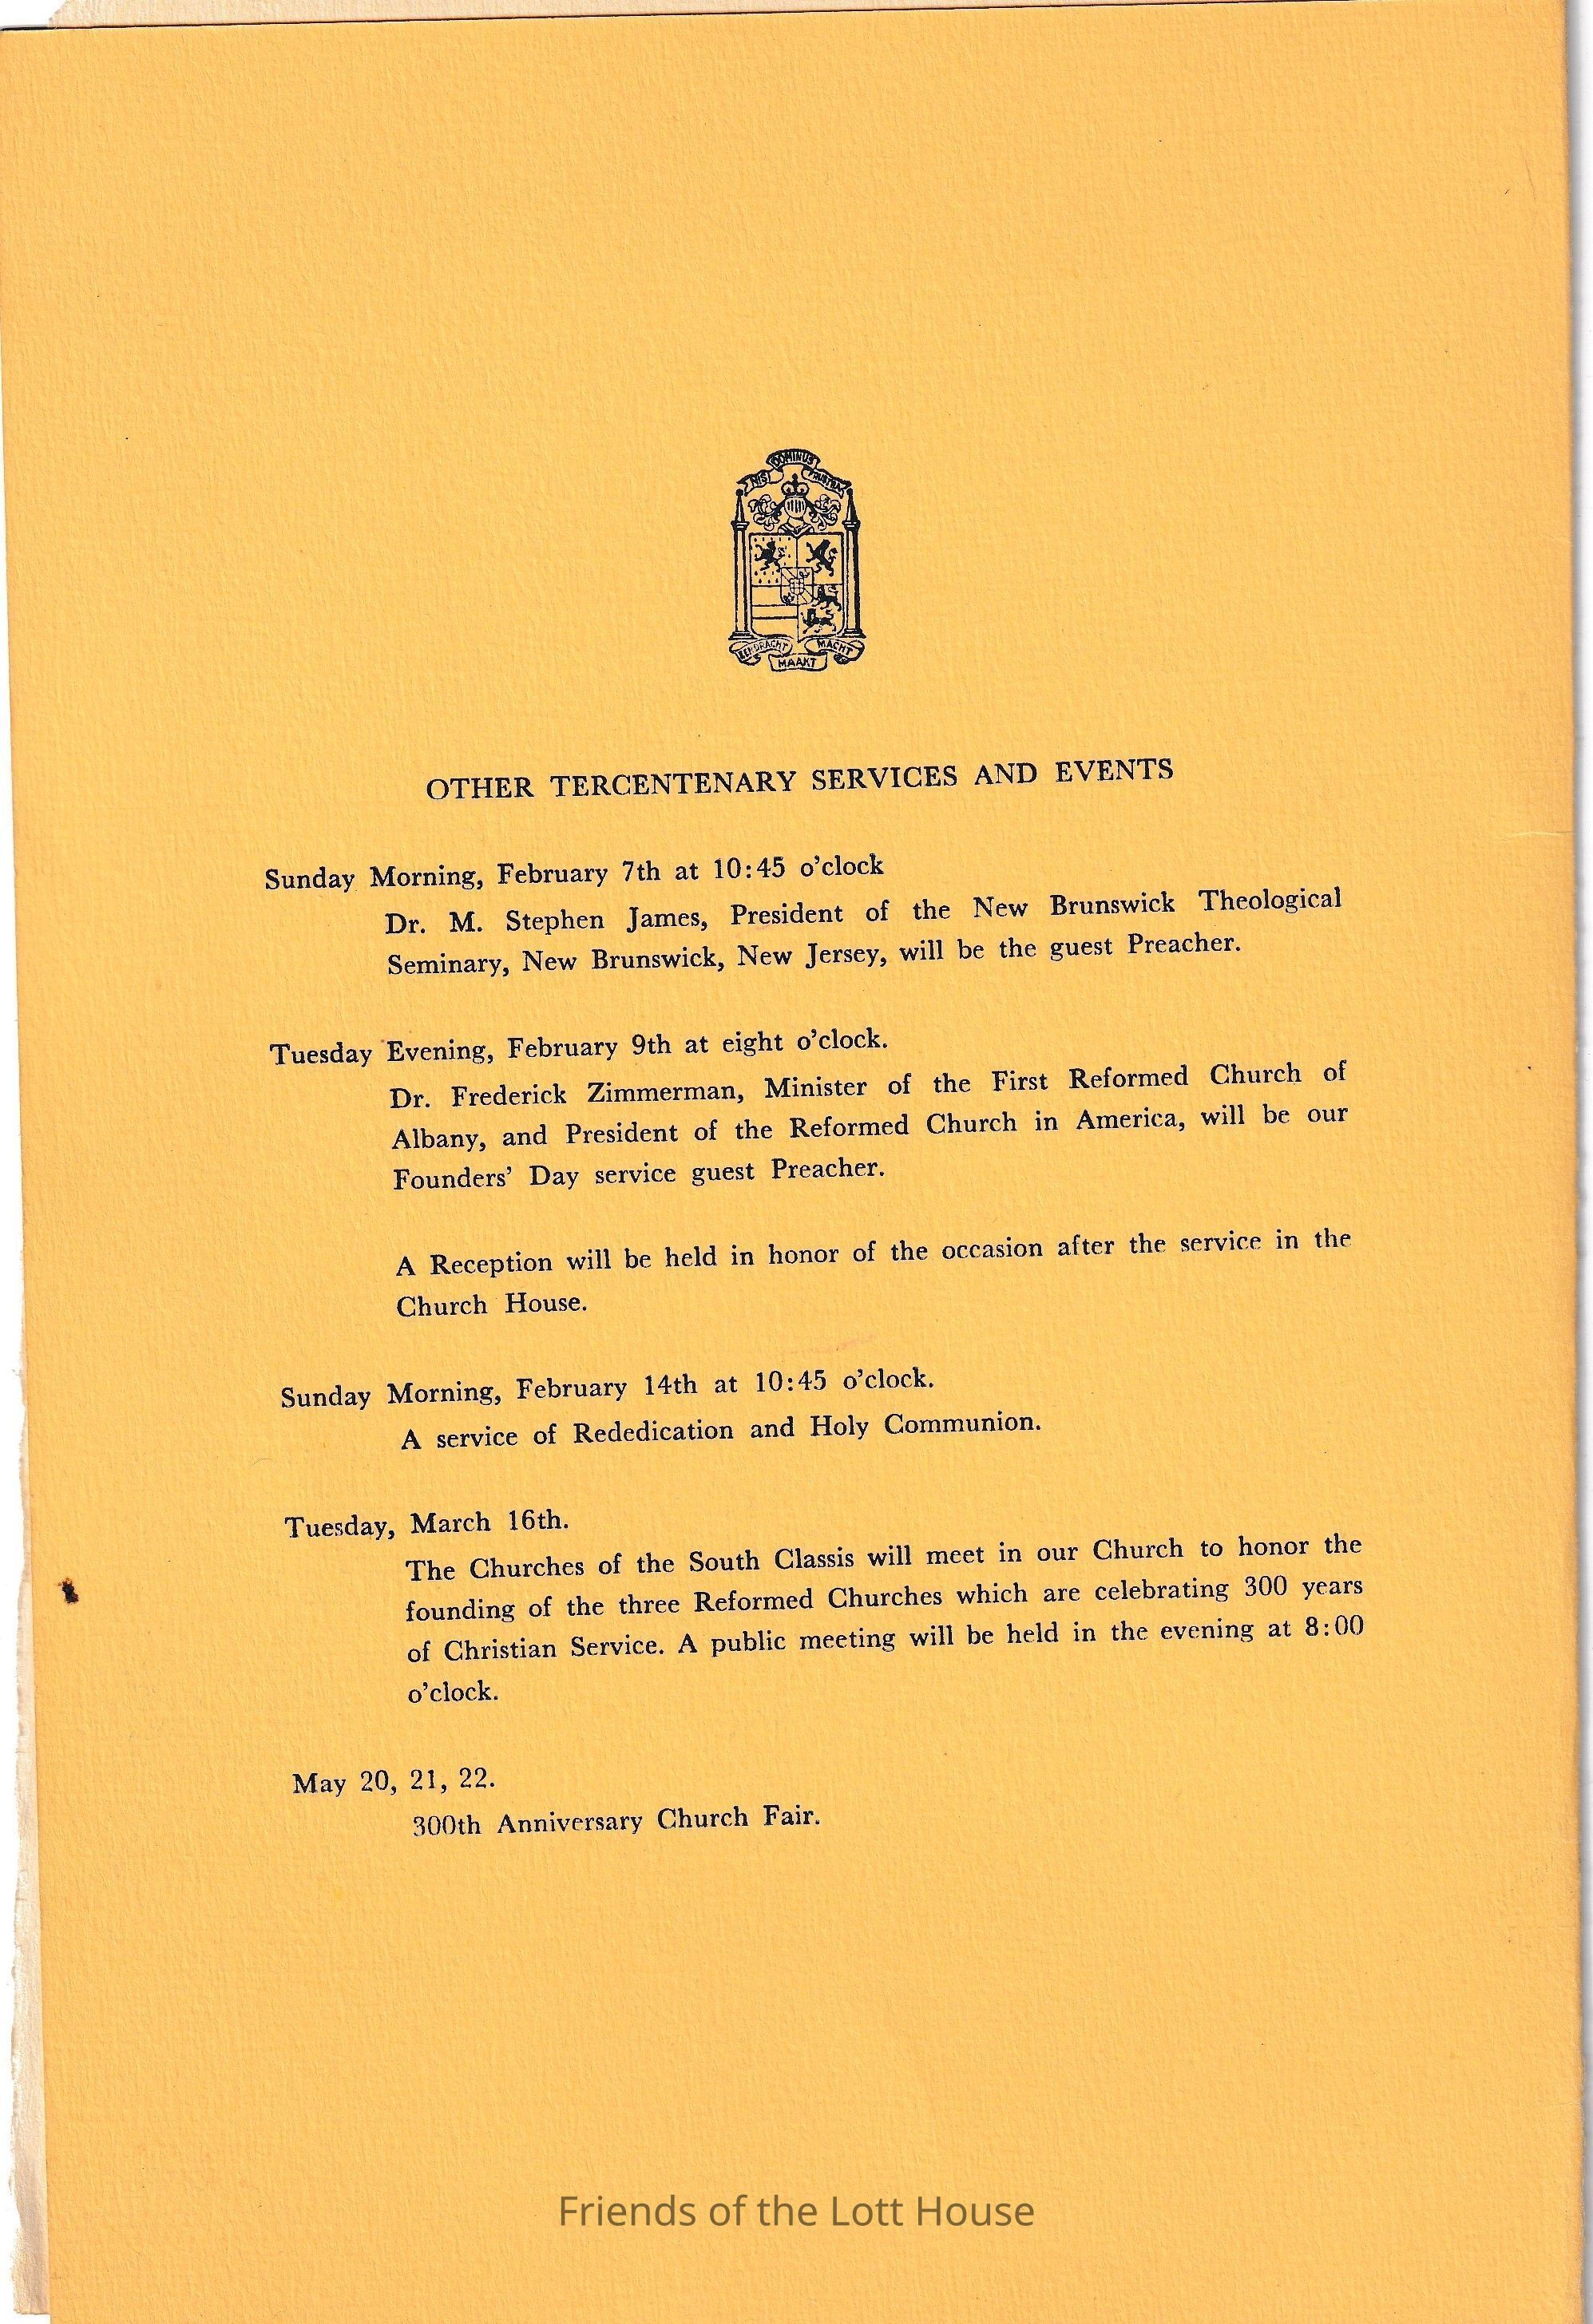 DOMINUS
NISI FRUSTRA
EENDRACHT MACHT
MAAKT
OTHER TERCENTENARY SERVICES AND EVENTS
Sunday Morning, February 7th at 10:45 o'clock
Dr. M. Stephen James, President of the New Brunswick Theological
Seminary, New Brunswick, New Jersey, will be the guest Preacher.
Tuesday Evening, February 9th at eight o'clock.
Dr. Frederick Zimmerman, Minister of the First Reformed Church of
Albany, and President of the Reformed Church in America, will be our
Founders' Day service guest Preacher.
A Reception will be held in honor of the occasion after the service in the
Church House.
Sunday Morning, February 14th at 10:45 o'clock.
A service of Rededication and Holy Communion.
Tuesday, March 16th.
The Churches of the South Classis will meet in our Church to honor the
founding of the three Reformed Churches which are celebrating 300 years
of Christian Service. A public meeting will be held in the evening at 8:00
o'clock.
May 20, 21, 22.
300th Anniversary Church Fair.
Friends of the Lott House